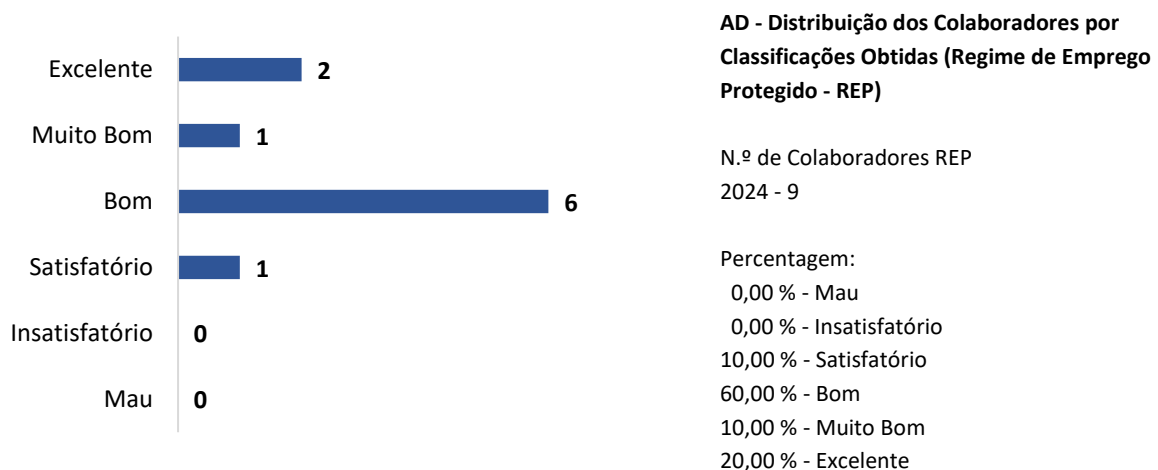 Excelente 2
Muito Bom 1
Bom 6
Satisfatório 1
Insatisfatório 0
Mau 0
AD - Distribuição dos Colaboradores por
Classificações Obtidas (Regime de Emprego
Protegido - REP)
N.º de Colaboradores REP
2024 - 9
Percentagem:
0,00 % - Mau
0,00 % - Insatisfatório
10,00 % - Satisfatório
60,00 % - Bom
10,00 % - Muito Bom
20,00 % - Excelente